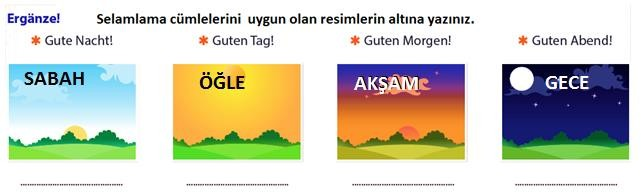 Ergänze! Selamlama cümlelerini uygun olan resimlerin altına yazınız.
* Gute Nacht! * Guten Tag! * Guten Morgen! * Guten Abend!
SABAH ÖĞLE AKŞAM GECE